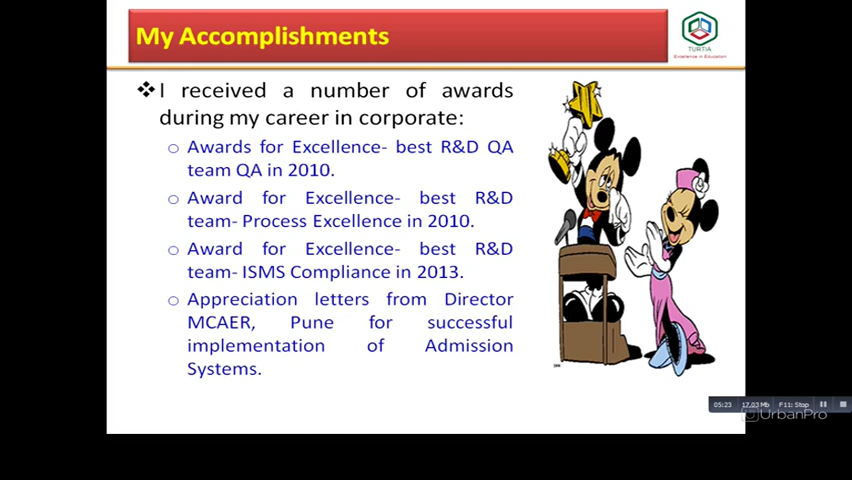 My Accomplishments
TURTIA
Excellence in Education
❖I received a number of awards
during my career in corporate:
○ Awards for Excellence- best R&D QA
team QA in 2010.
○ Award for Excellence- best R&D
team- Process Excellence in 2010.
○ Award for Excellence- best R&D
team- ISMS Compliance in 2013.
○ Appreciation letters from Director
MCAER, Pune for successful
implementation of Admission
Systems.
05:23 17.03 Mb F11: Stop
UrbanPro